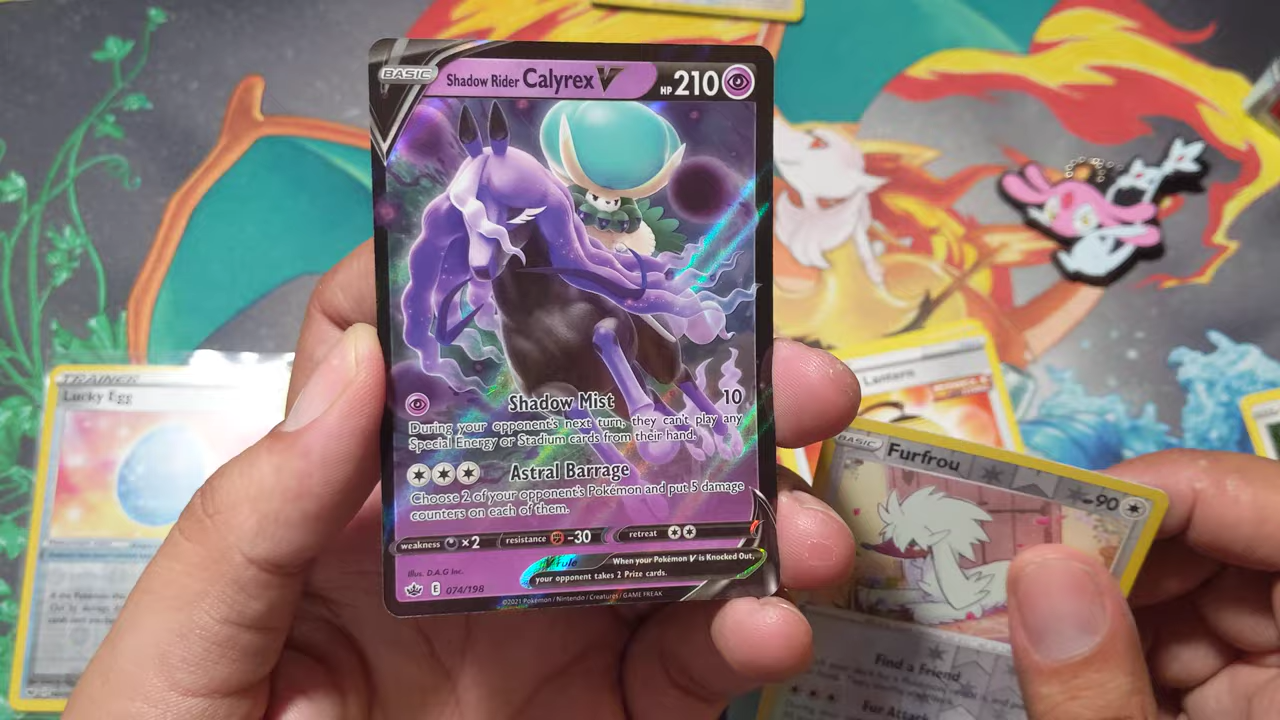 BASIC
Shadow Rider Calyrex V
HP 210
Shadow Mist 10
During your opponent's next turn, they can't play any
Special Energy or Stadium cards from their hand.
Astral Barrage
Choose 2 of your opponent's Pokémon and put 5 damage
counters on each of them.
weakness ×2 resistance -30 retreat
V rule When your Pokémon V is Knocked Out,
your opponent takes 2 Prize cards.
Illus. D.A.G Inc.
E 074/198
©2021 Pokémon / Nintendo / Creatures / GAME FREAK
TRAINER
Lucky Egg
Lantern
BASIC
Furfrou
90
Find a Friend
Fur Attack